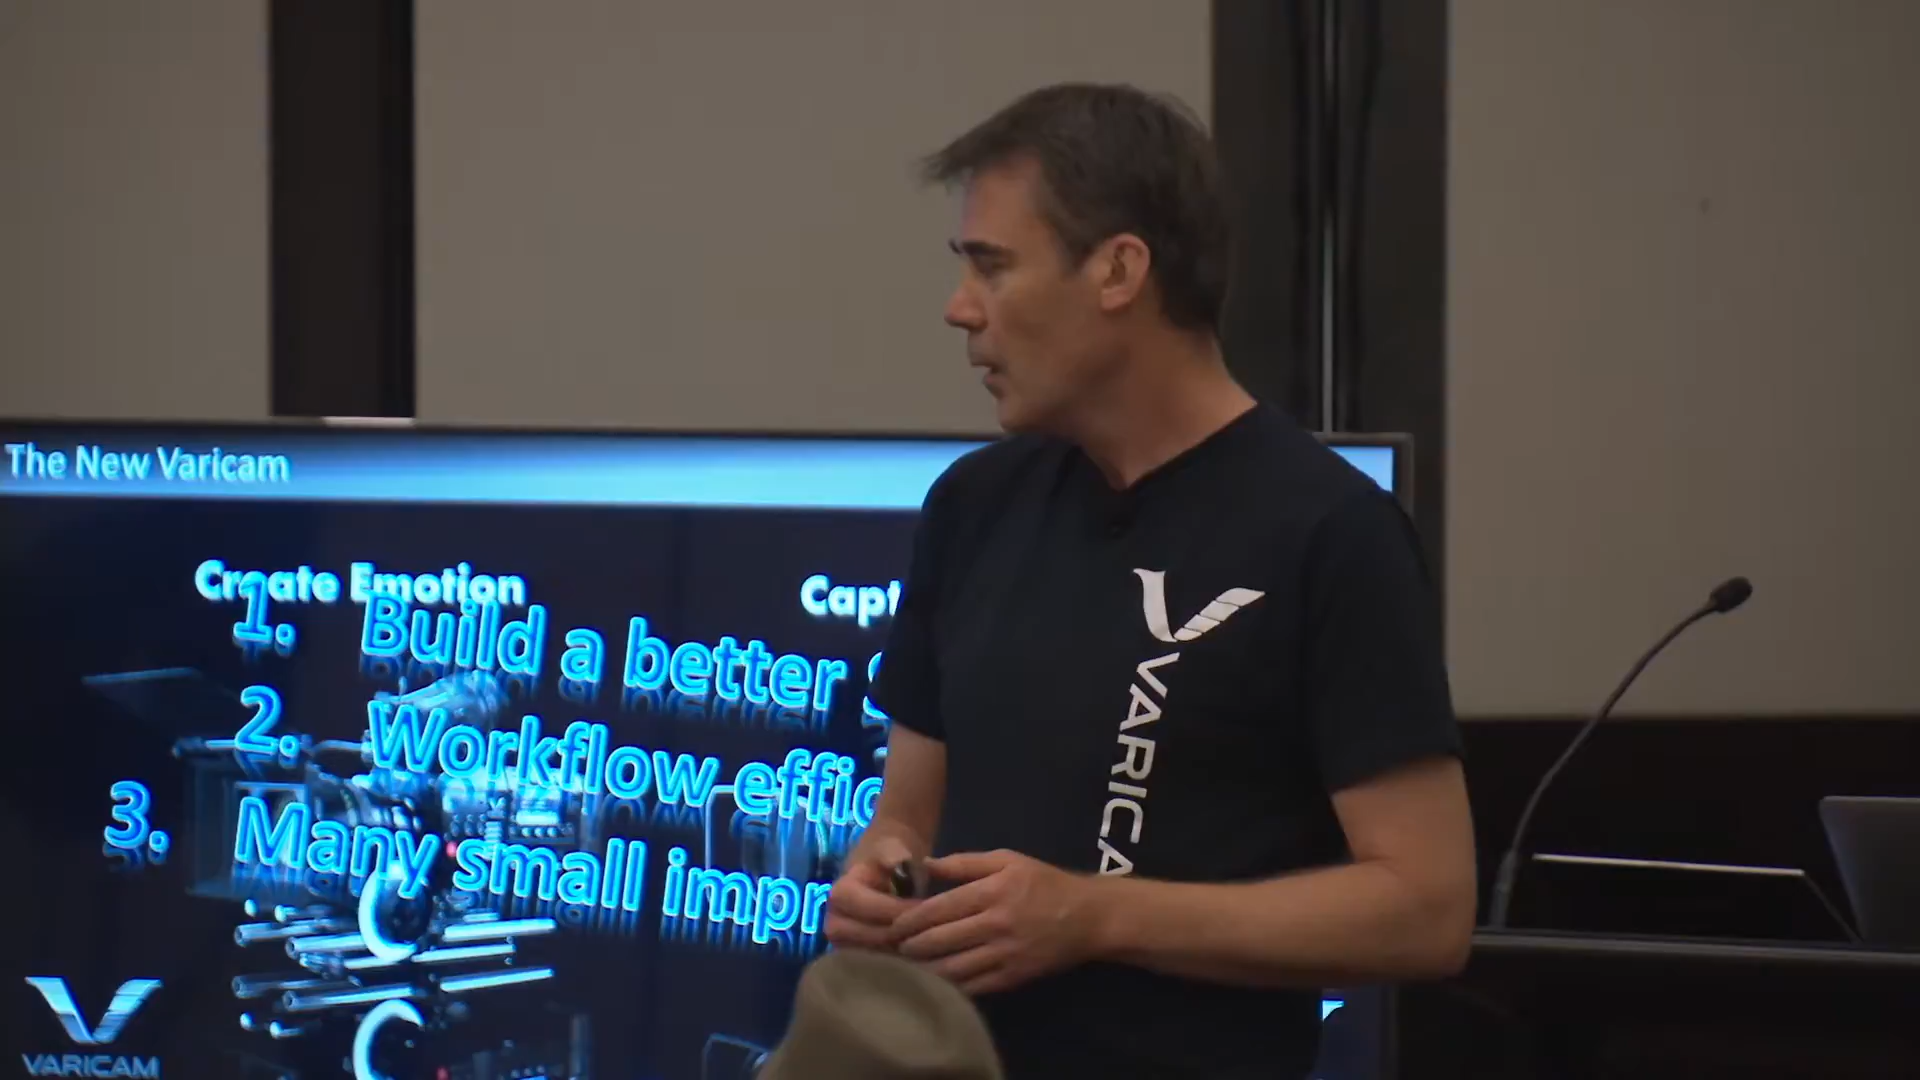 The New Varicam
Create Emotion
Capt
1. Build a better
2. Workflow effic
3. Many small impr
VARICAM
VARICA